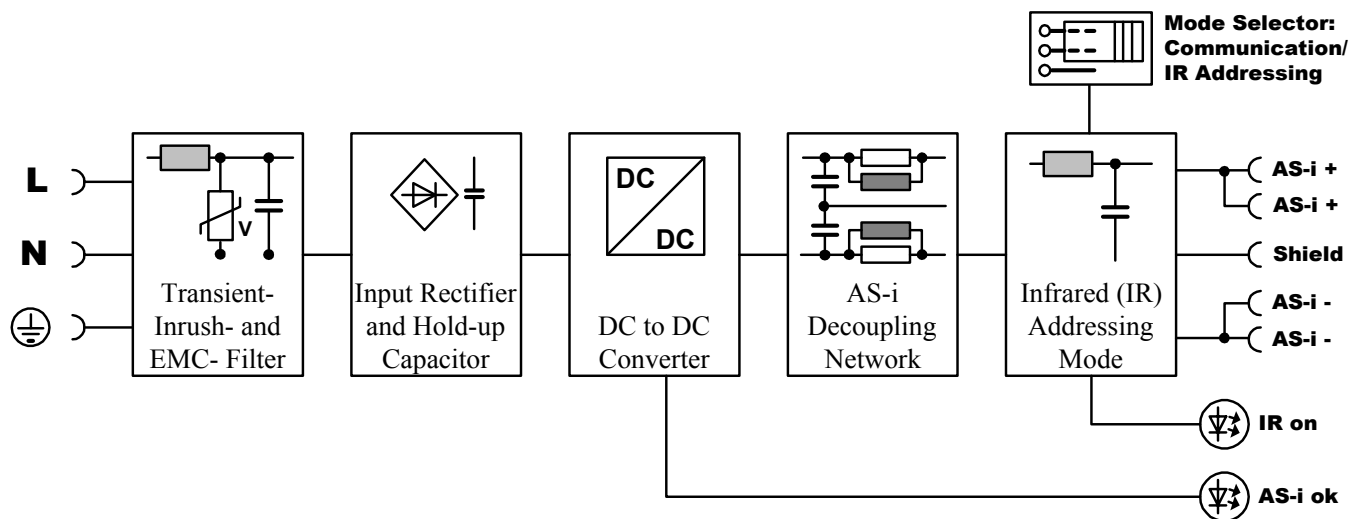 Mode Selector:
Communication/
IR Addressing
L
N
V
Transient-
Inrush- and
EMC- Filter
Input Rectifier
and Hold-up
Capacitor
DC
DC
DC to DC
Converter
AS-i
Decoupling
Network
Infrared (IR)
Addressing
Mode
AS-i +
AS-i +
Shield
AS-i -
AS-i -
IR on
AS-i ok